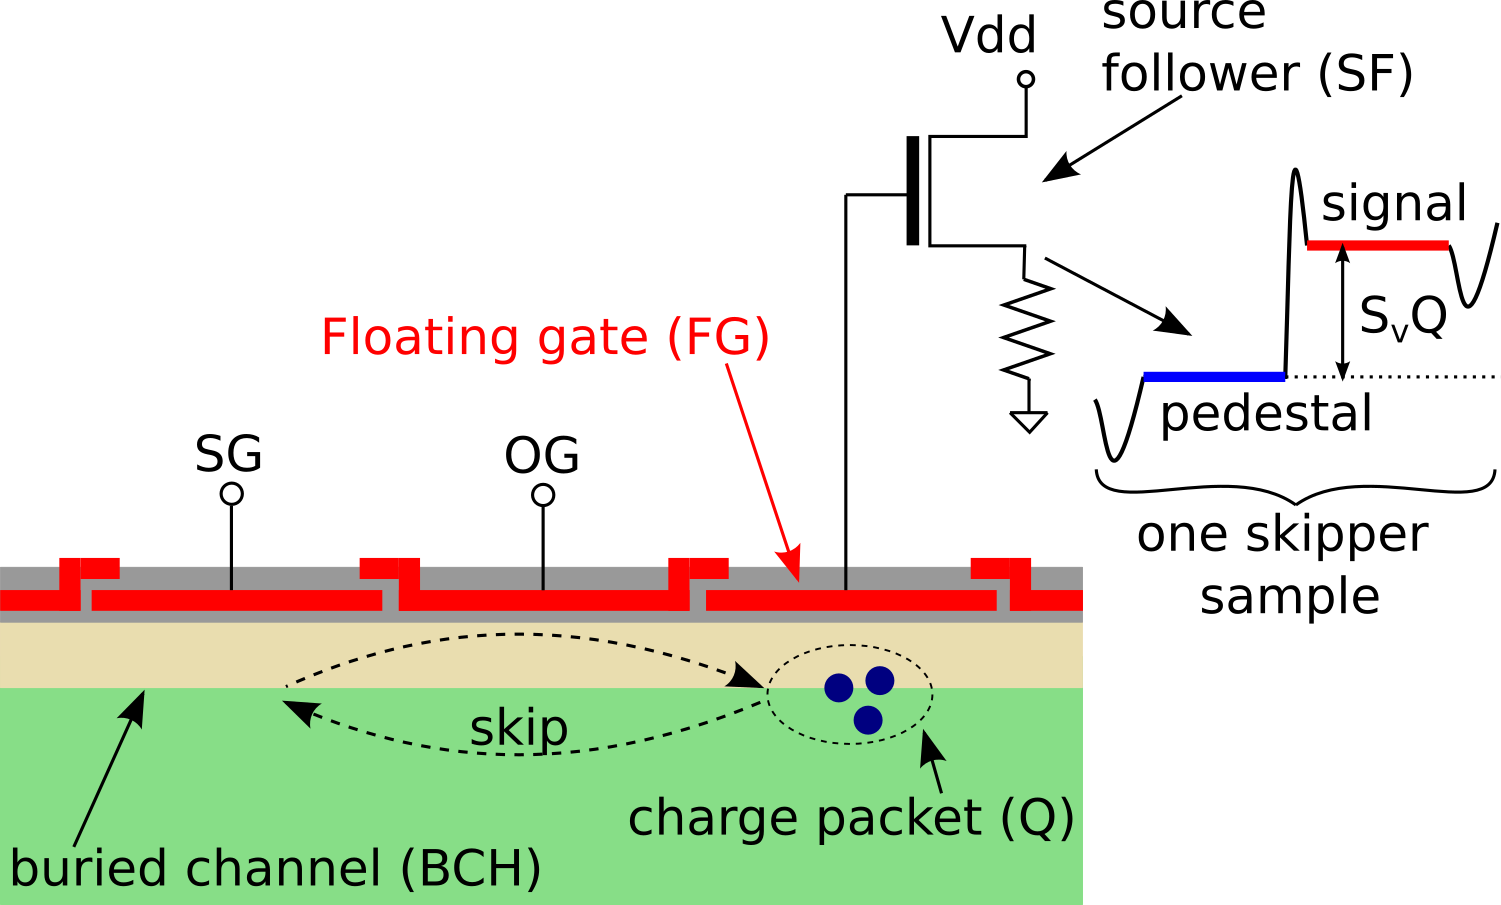 Vdd
source
follower (SF)
signal
SvQ
Floating gate (FG)
pedestal
SG
OG
one skipper
sample
skip
charge packet (Q)
buried channel (BCH)